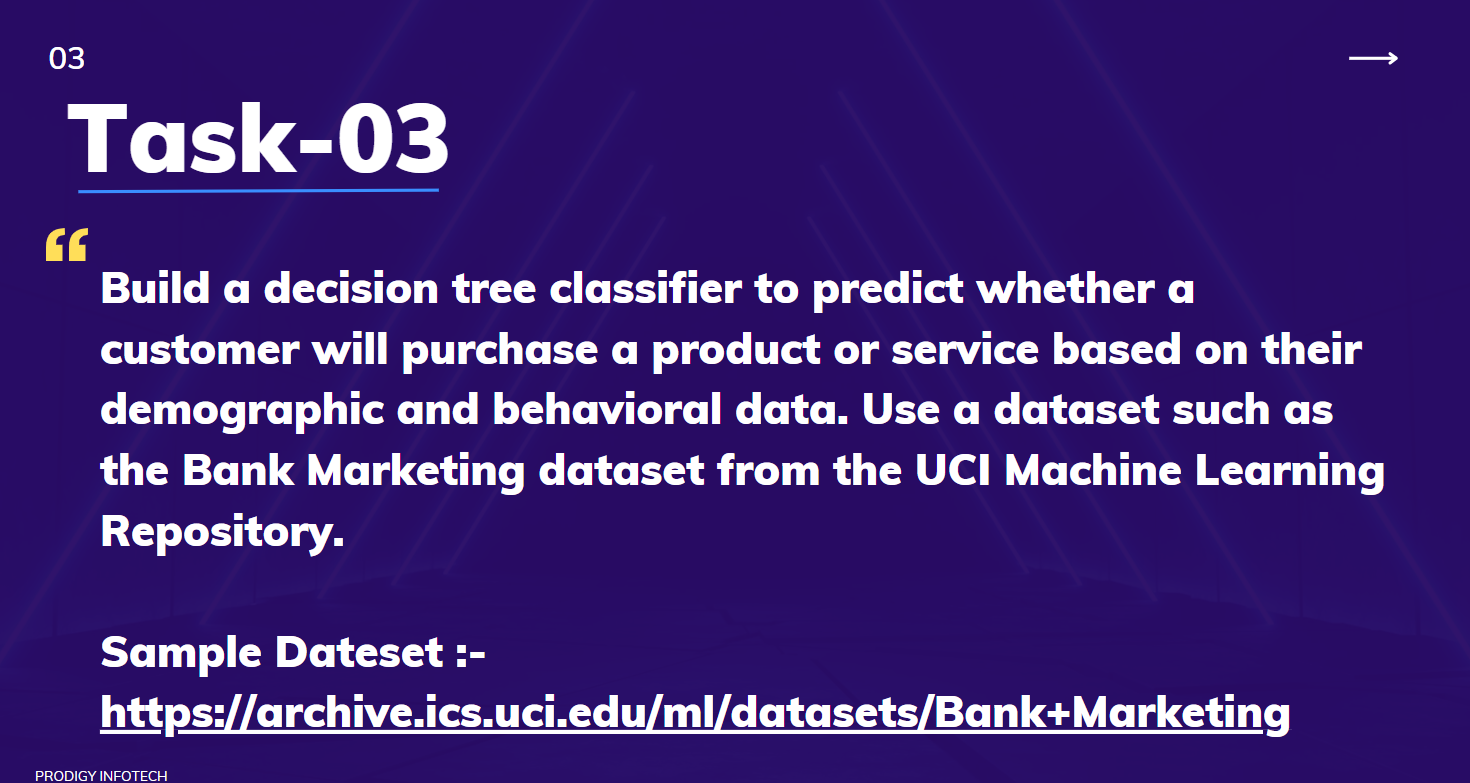 03
Task-03
“
Build a decision tree classifier to predict whether a
customer will purchase a product or service based on their
demographic and behavioral data. Use a dataset such as
the Bank Marketing dataset from the UCI Machine Learning
Repository.
Sample Dateset :-
https://archive.ics.uci.edu/ml/datasets/Bank+Marketing
PRODIGY INFOTECH